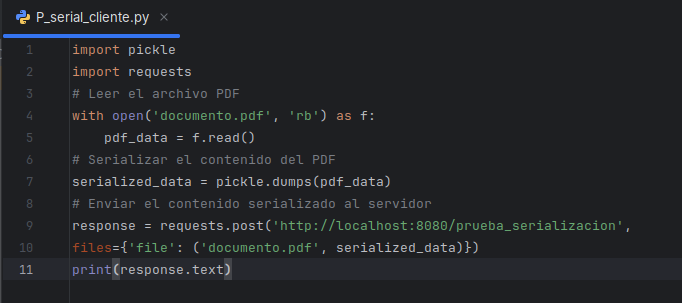 P_serial_cliente.py ×
1 import pickle
2 import requests
3 # Leer el archivo PDF
4 with open('documento.pdf', 'rb') as f:
5     pdf_data = f.read()
6 # Serializar el contenido del PDF
7 serialized_data = pickle.dumps(pdf_data)
8 # Enviar el contenido serializado al servidor
9 response = requests.post('http://localhost:8080/prueba_serializacion',
10 files={'file': ('documento.pdf', serialized_data)})
11 print(response.text)